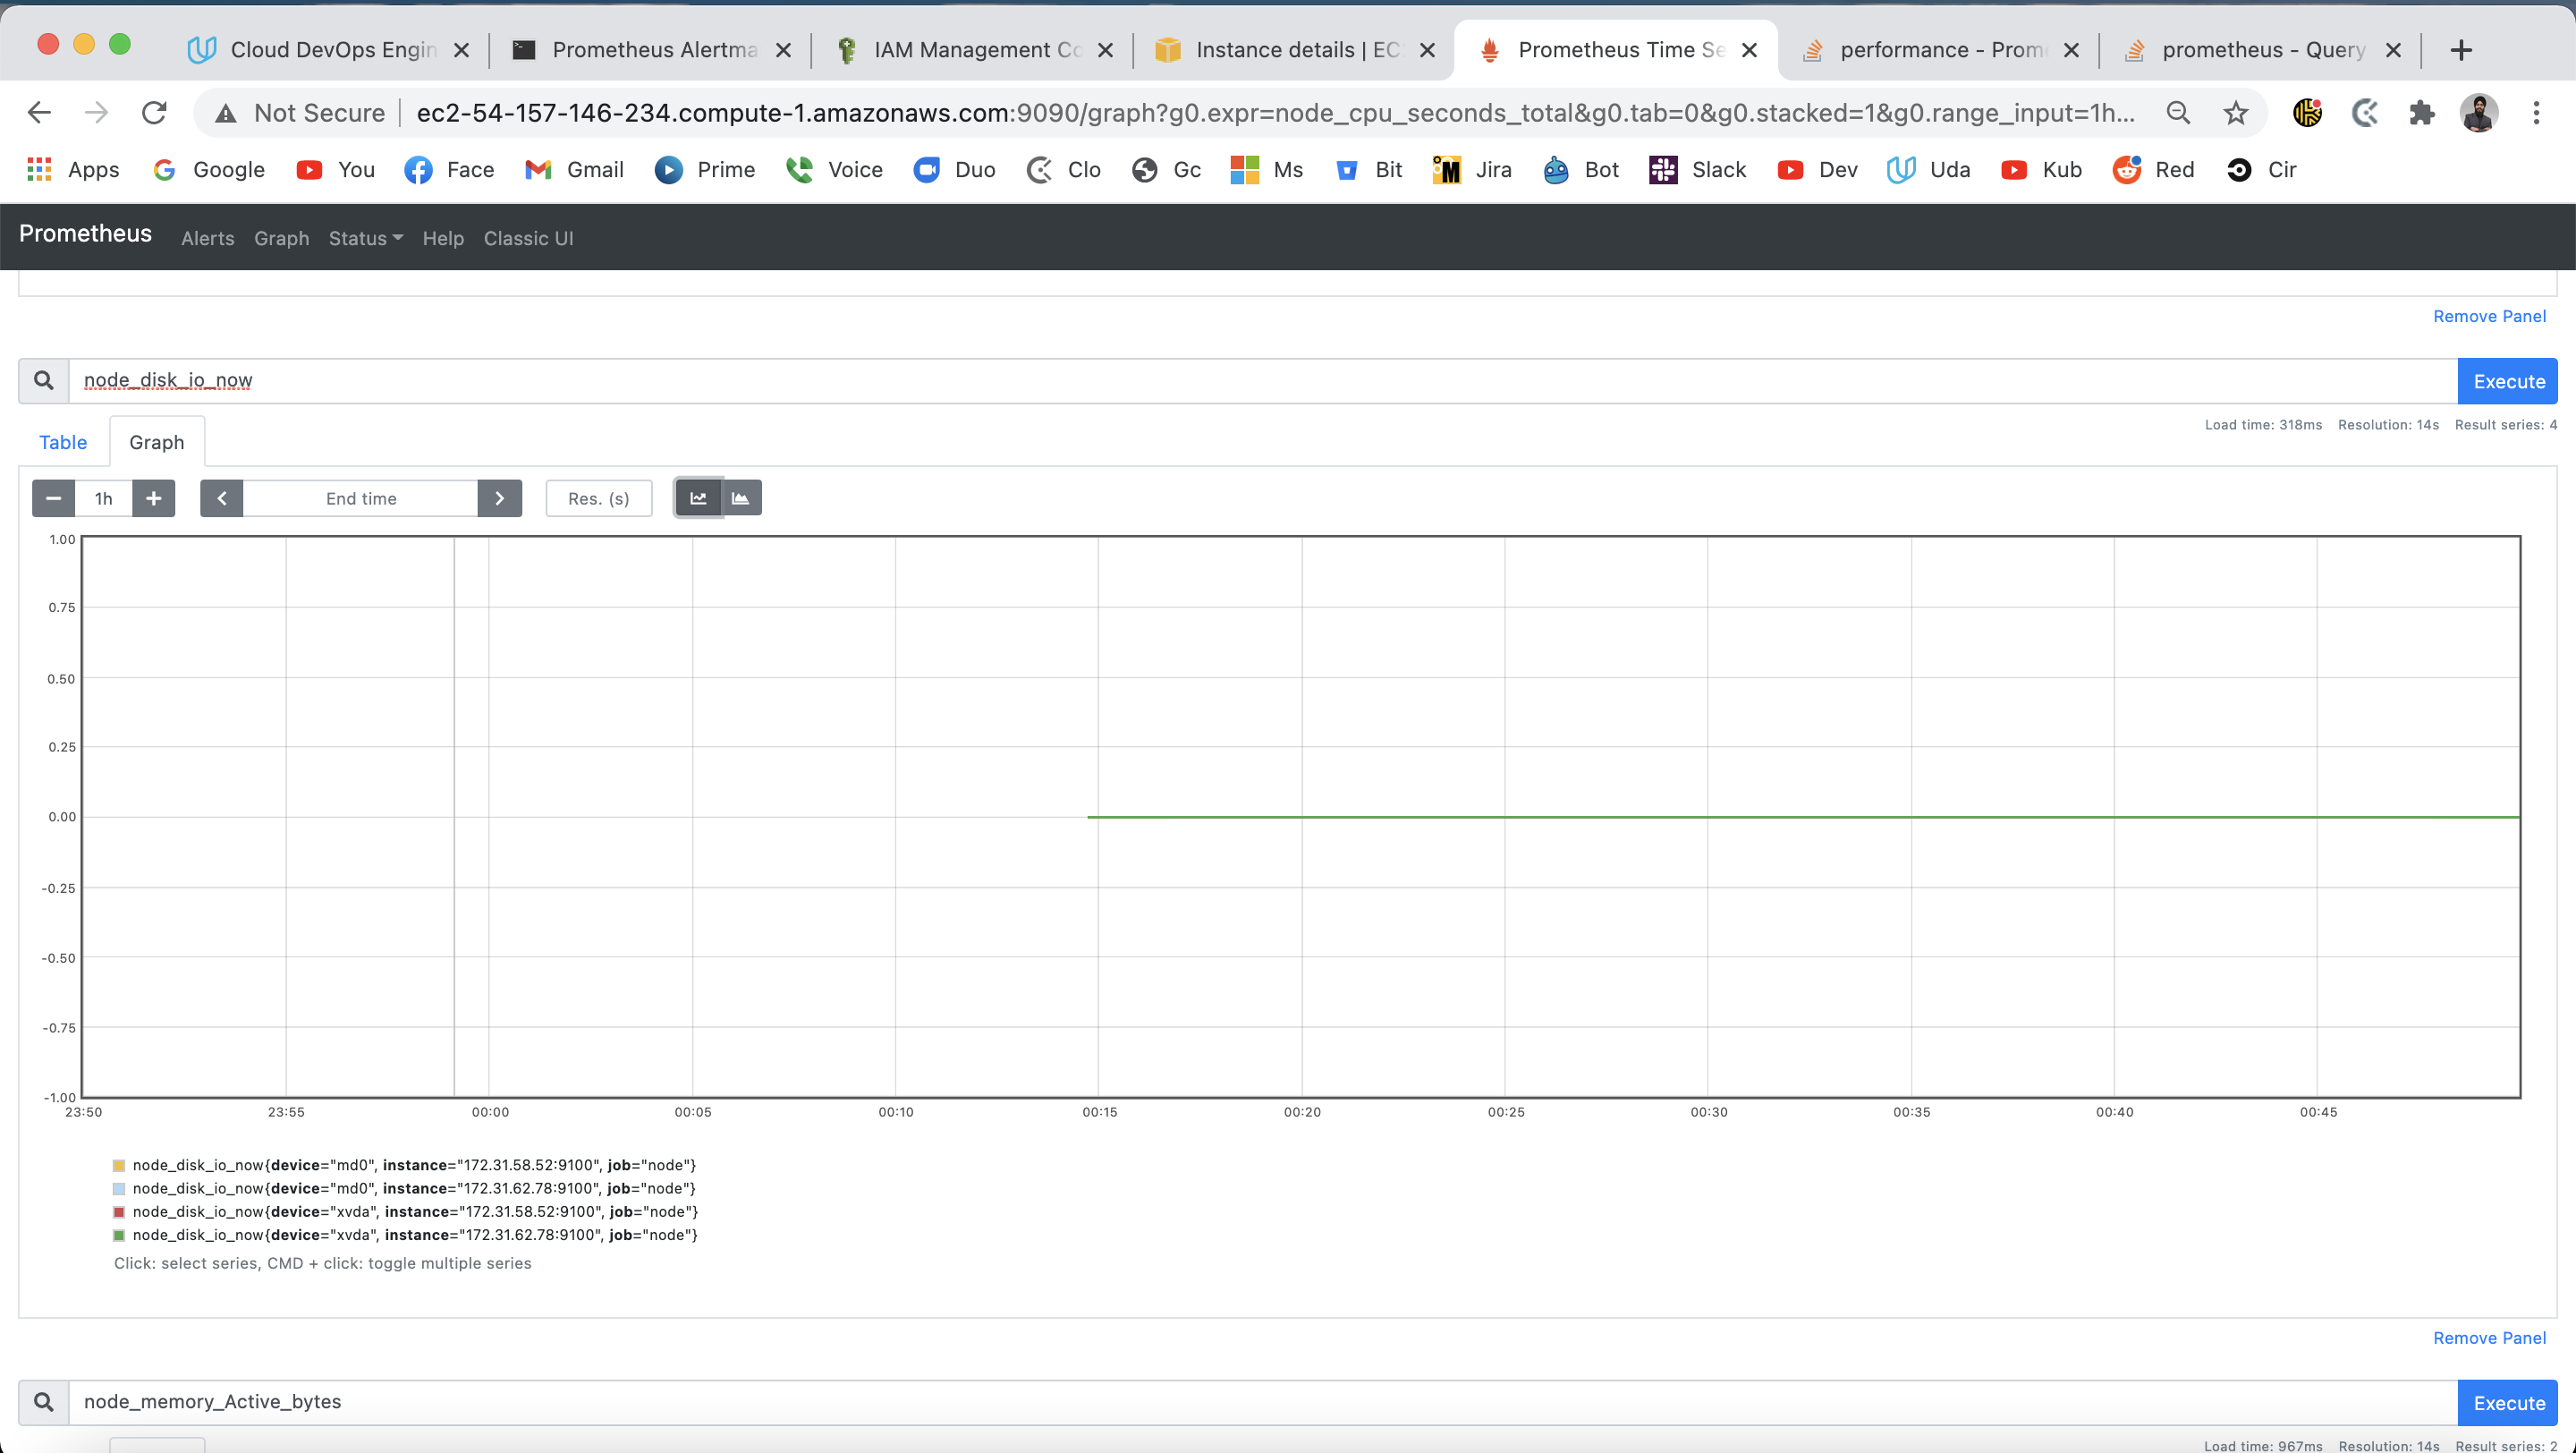 Cloud DevOps Engin
Prometheus Alertma
IAM Management Co
Instance details | EC
Prometheus Time Se
performance - Prom
prometheus - Query
Not Secure
ec2-54-157-146-234.compute-1.amazonaws.com:9090/graph?g0.expr=node_cpu_seconds_total&g0.tab=0&g0.stacked=1&g0.range_input=1h...
Apps Google You Face Gmail Prime Voice Duo Clo Gc Ms Bit Jira Bot Slack Dev Uda Kub Red Cir
Prometheus Alerts Graph Status Help Classic UI
Remove Panel
node_disk_io_now
Execute
Load time: 318ms Resolution: 14s Result series: 4
Table Graph
1h End time Res. (s)
1.00
0.75
0.50
0.25
0.00
-0.25
-0.50
-0.75
-1.00
23:50 23:55 00:00 00:05 00:10 00:15 00:20 00:25 00:30 00:35 00:40 00:45
node_disk_io_now{device="md0", instance="172.31.58.52:9100", job="node"}
node_disk_io_now{device="md0", instance="172.31.62.78:9100", job="node"}
node_disk_io_now{device="xvda", instance="172.31.58.52:9100", job="node"}
node_disk_io_now{device="xvda", instance="172.31.62.78:9100", job="node"}
Click: select series, CMD + click: toggle multiple series
Remove Panel
node_memory_Active_bytes
Execute
Load time: 967ms Resolution: 14s Result series: 2